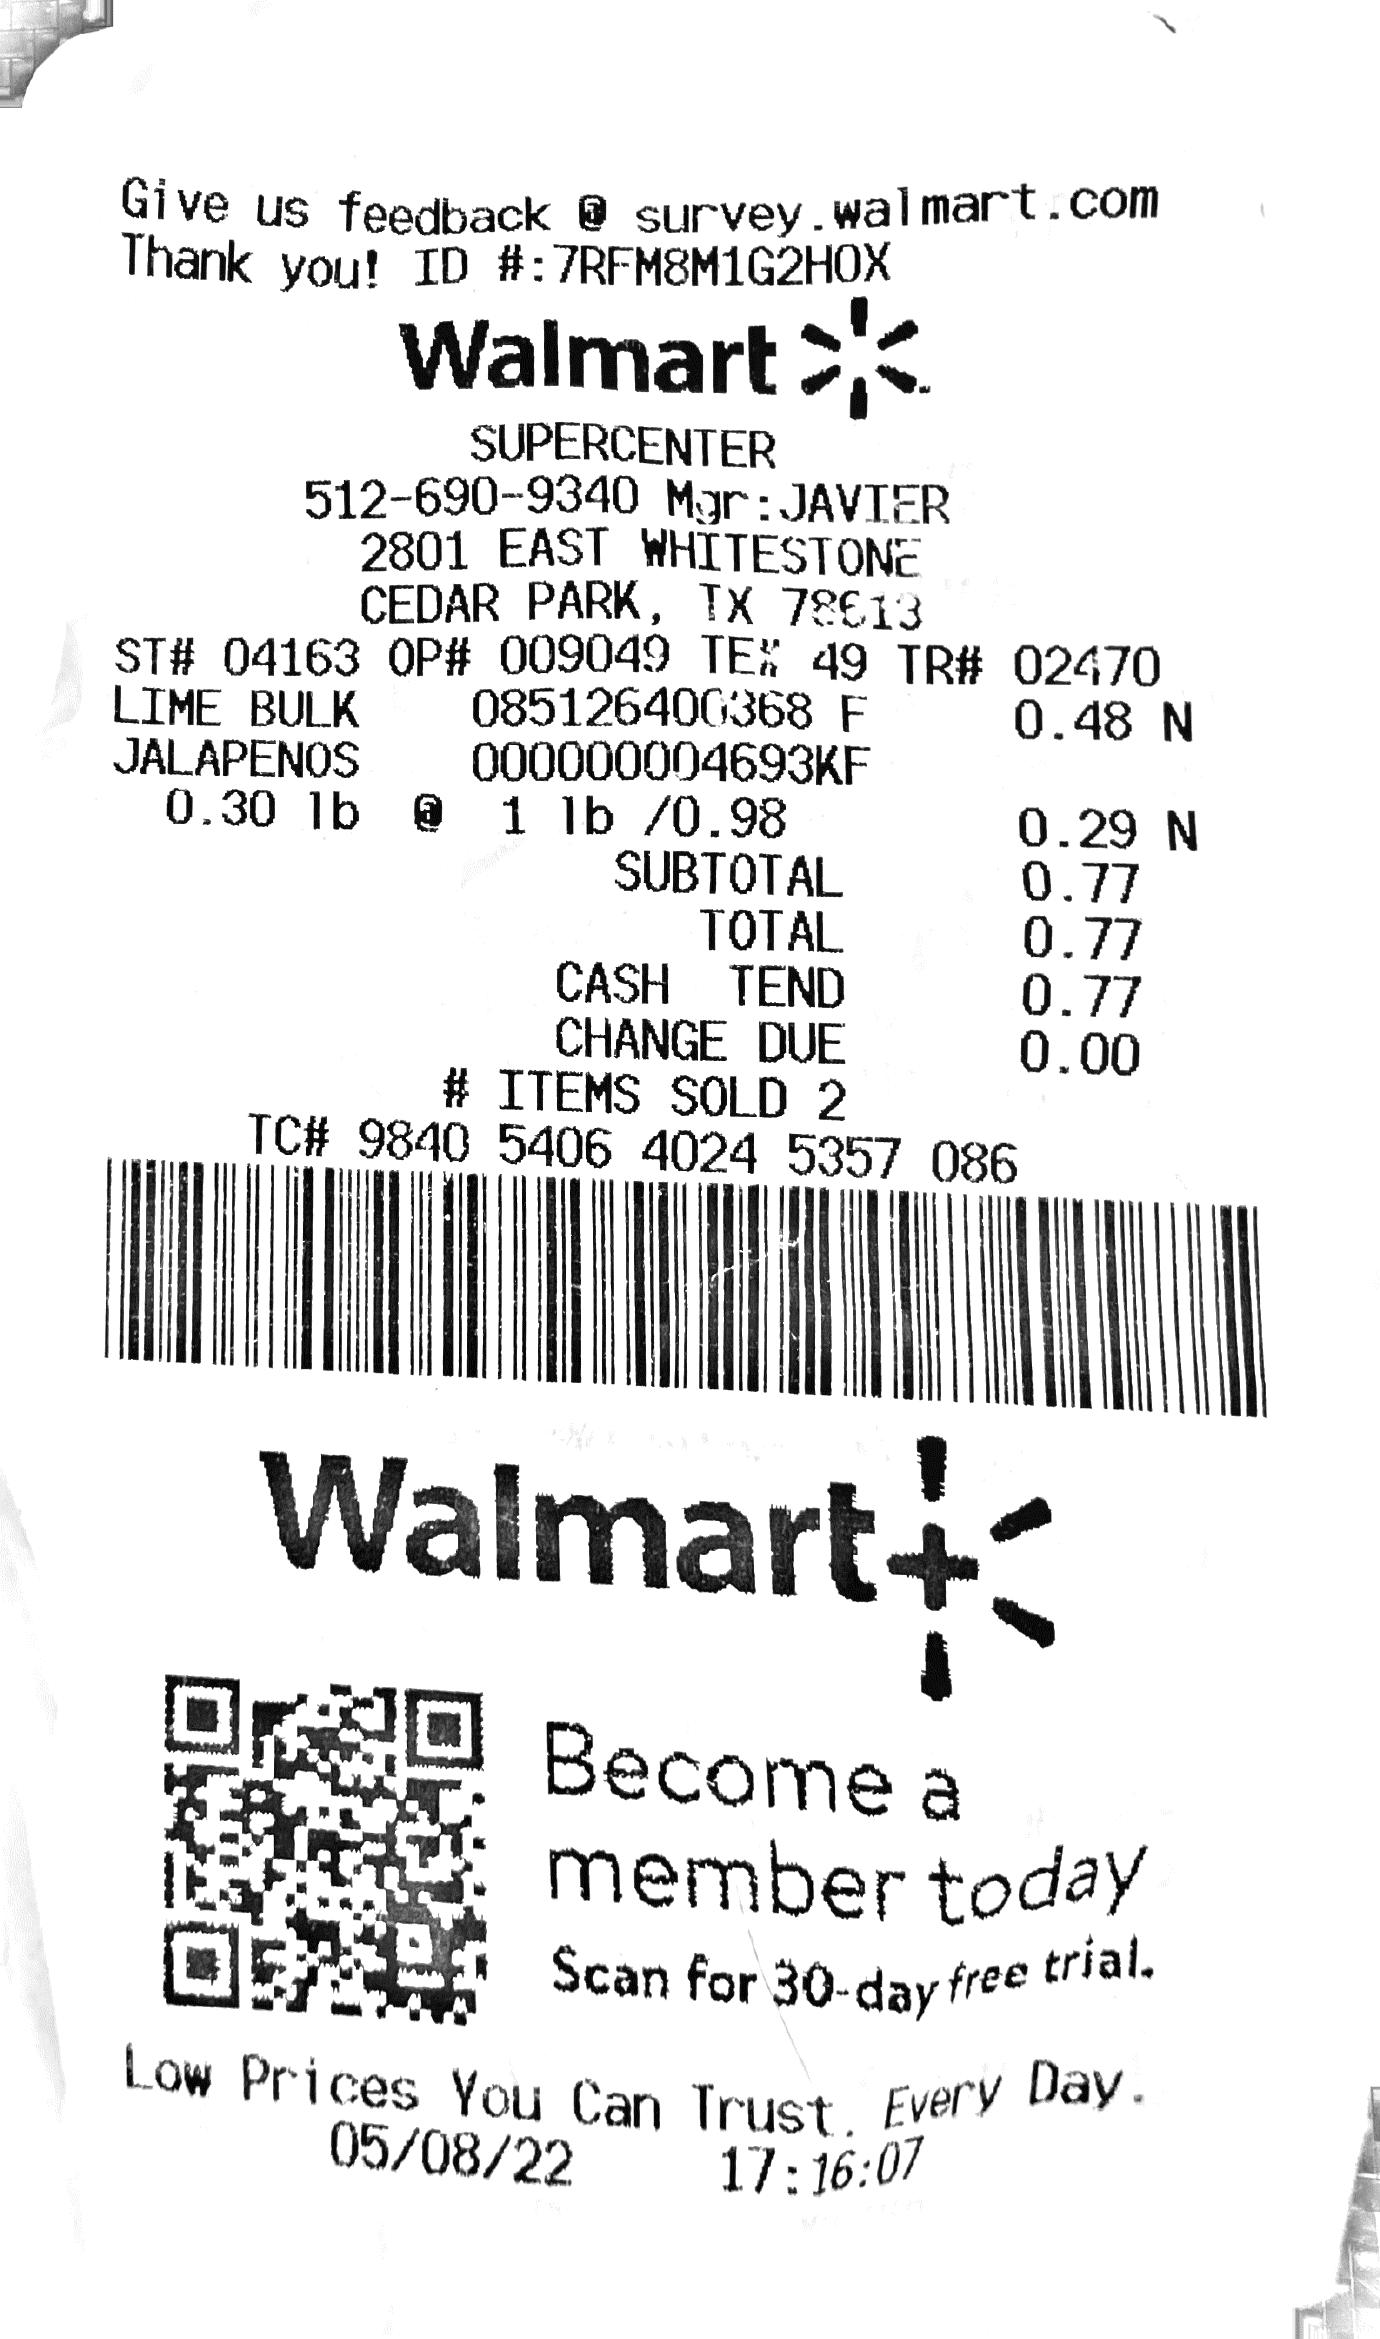 Give us feedback @ survey.walmart.com
Thank you! ID #:7RFM8M1G2H0X
Walmart
SUPERCENTER
512-690-9340 Mgr:JAVIER
2801 EAST WHITESTONE
CEDAR PARK, TX 78613
ST# 04163 OP# 009049 TE# 49 TR# 02470
LIME BULK 085126400368 F 0.48 N
JALAPENOS 000000004693KF
0.30 lb @ 1 lb /0.98 0.29 N
SUBTOTAL 0.77
TOTAL 0.77
CASH TEND 0.77
CHANGE DUE 0.00
# ITEMS SOLD 2
TC# 9840 5406 4024 5357 086
Walmart+
Become a
member today
Scan for 30-day free trial.
Low Prices You Can Trust. Every Day.
05/08/22 17:16:07